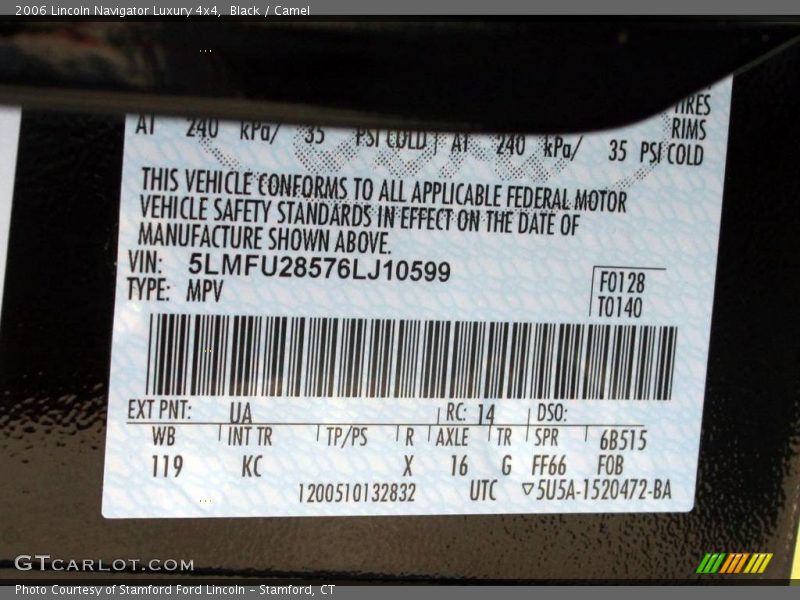 2006 Lincoln Navigator Luxury 4x4, Black / Camel
TIRES
RIMS
AT 240 kPa/ 35 PSI COLD AT 240 kPa/ 35 PSI COLD
THIS VEHICLE CONFORMS TO ALL APPLICABLE FEDERAL MOTOR
VEHICLE SAFETY STANDARDS IN EFFECT ON THE DATE OF
MANUFACTURE SHOWN ABOVE.
VIN: 5LMFU28576LJ10599
TYPE: MPV
F0128
T0140
EXT PNT: UA RC: 14 DSO:
WB INT TR TP/PS R AXLE TR SPR 6B515
119 KC X 16 G FF66 FOB
1200510132832 UTC ▽5U5A-1520472-BA
GTCARLOT.COM
Photo Courtesy of Stamford Ford Lincoln - Stamford, CT